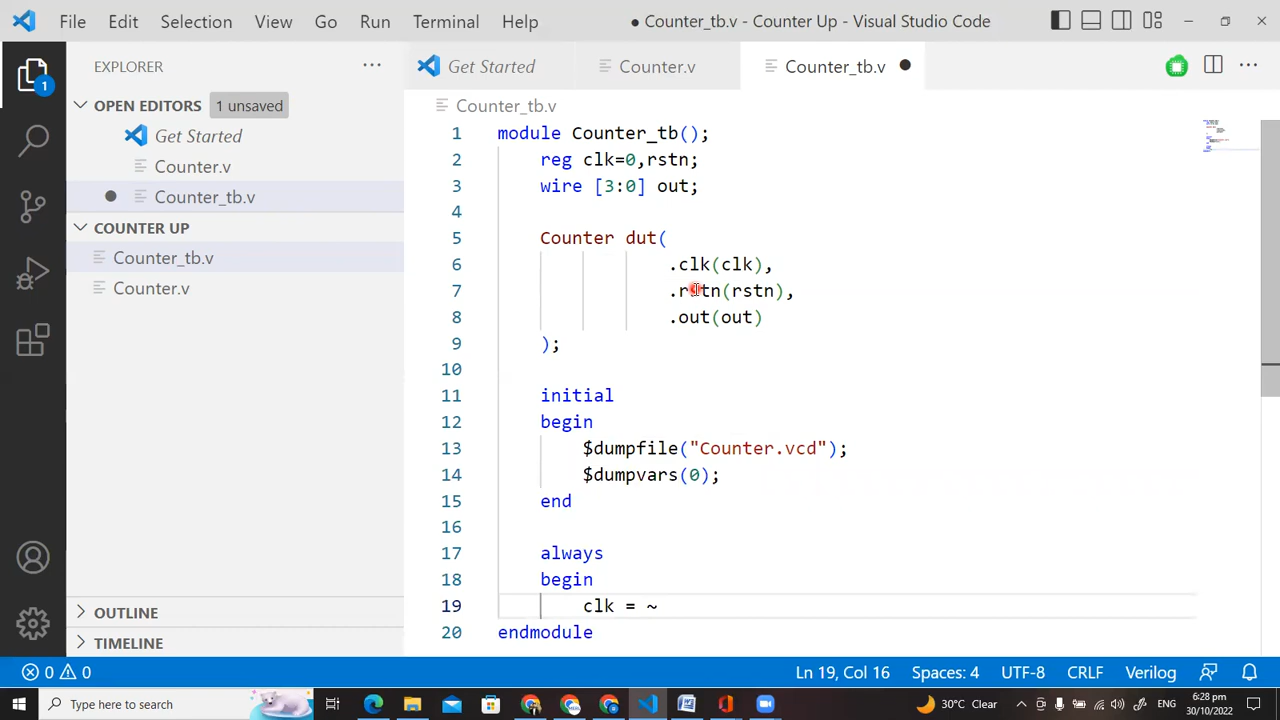 File Edit Selection View Go Run Terminal Help ● Counter_tb.v - Counter Up - Visual Studio Code
EXPLORER ···
Get Started Counter.v Counter_tb.v
OPEN EDITORS 1 unsaved
Get Started
Counter.v
Counter_tb.v
COUNTER UP
Counter_tb.v
Counter.v
OUTLINE
TIMELINE
1
Counter_tb.v
1 module Counter_tb();
2 reg clk=0,rstn;
3 wire [3:0] out;
4
5 Counter dut(
6 .clk(clk),
7 .rstn(rstn),
8 .out(out)
9 );
10
11 initial
12 begin
13 $dumpfile("Counter.vcd");
14 $dumpvars(0);
15 end
16
17 always
18 begin
19 clk = ~
20 endmodule
0 0 Ln 19, Col 16 Spaces: 4 UTF-8 CRLF Verilog
Type here to search 30°C Clear ENG 6:28 pm
30/10/2022